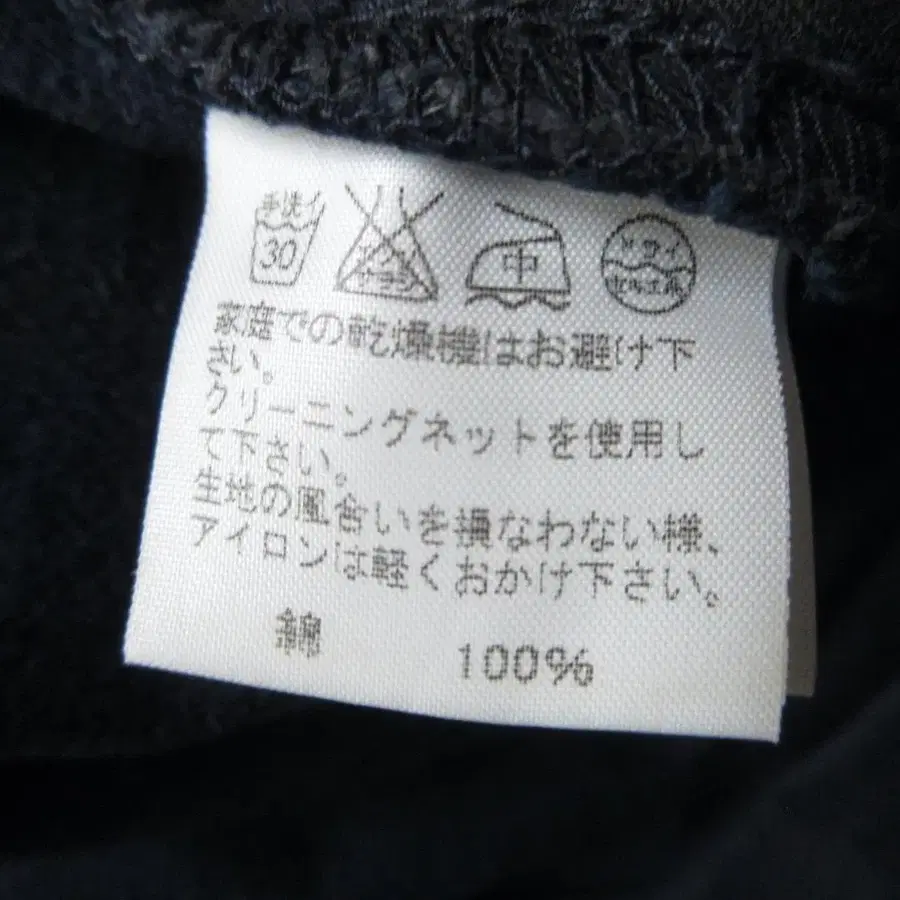 手洗イ
30
中
ドライ
石油系
家庭での乾燥機はお避け下
さい。
クリーニングネットを使用し
て下さい。
生地の風合いを損なわない様、
アイロンは軽くおかけ下さい。
綿 100%